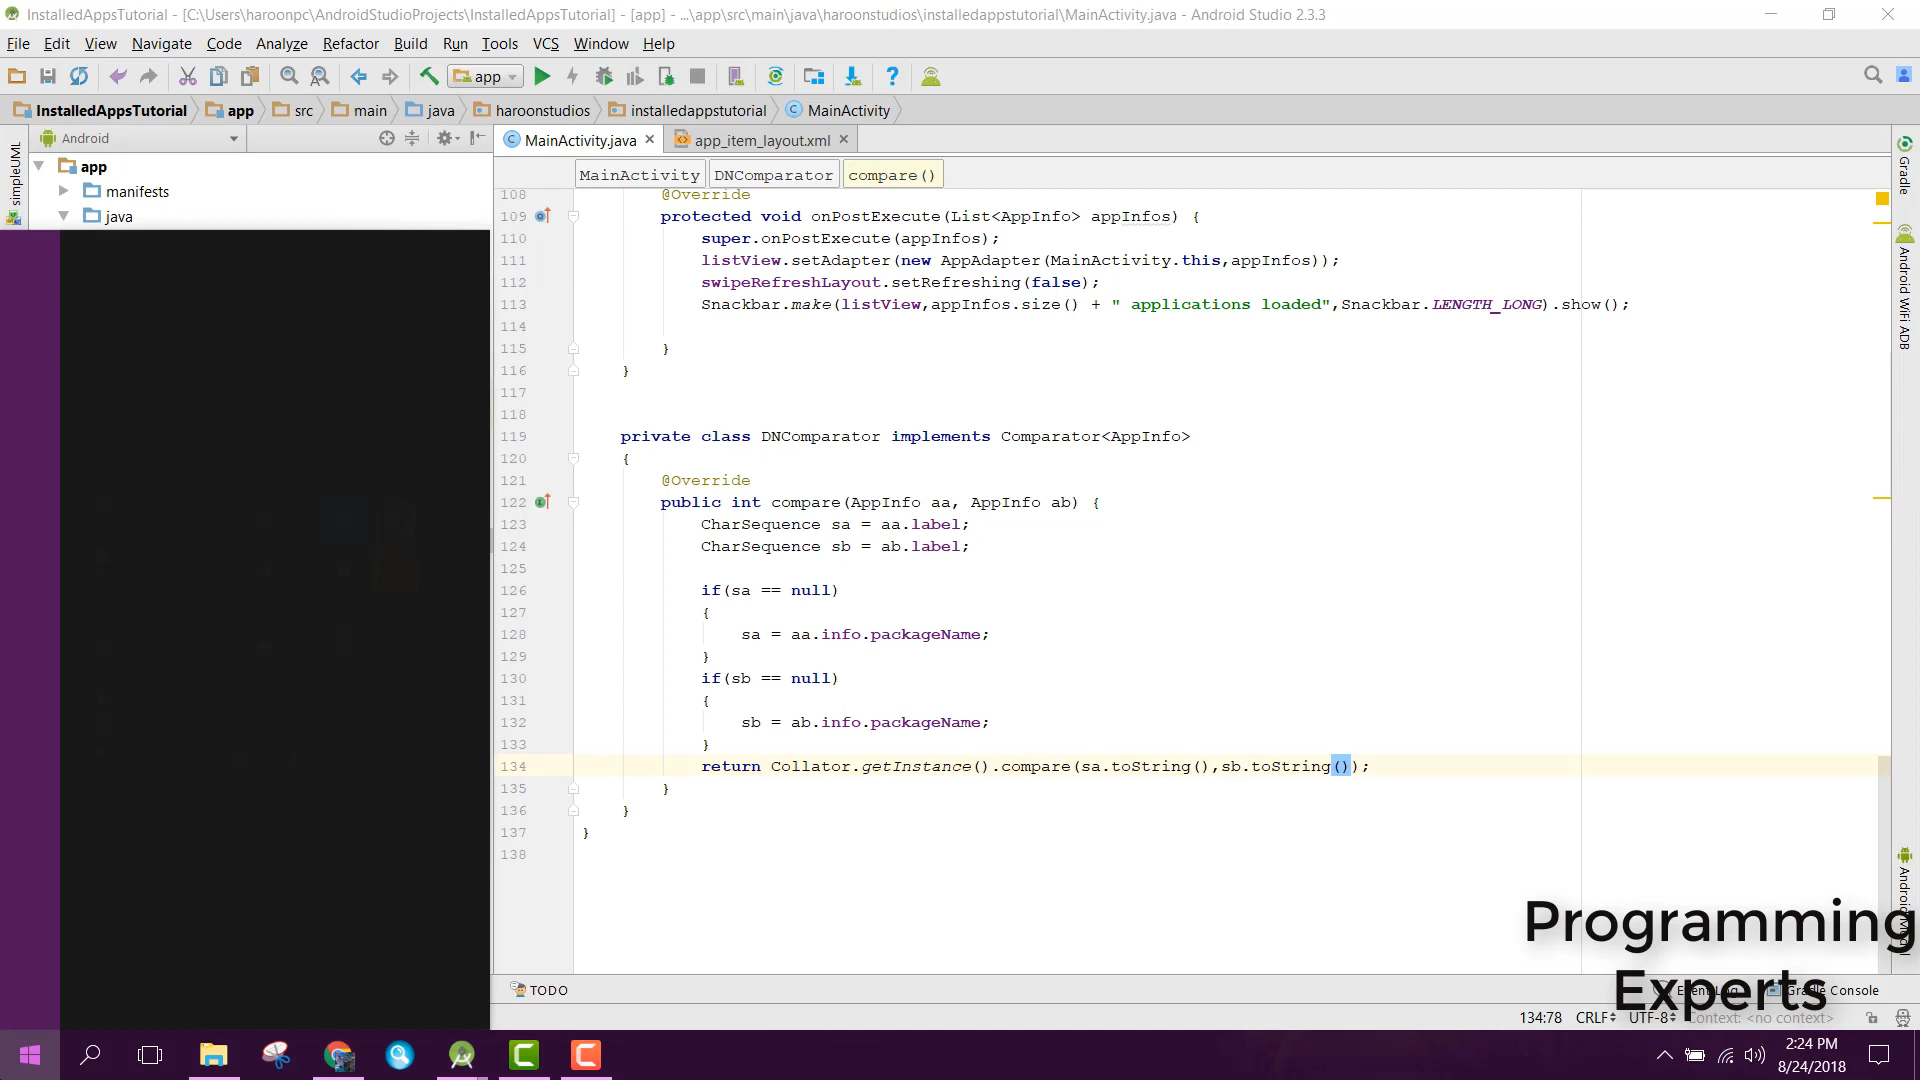 InstalledAppsTutorial - [C:\Users\haroonpc\AndroidStudioProjects\InstalledAppsTutorial] - [app] - ...\app\src\main\java\haroonstudios\installedappstutorial\MainActivity.java - Android Studio 2.3.3
File Edit View Navigate Code Analyze Refactor Build Run Tools VCS Window Help
app
InstalledAppsTutorial app src main java haroonstudios installedappstutorial MainActivity
Android
MainActivity.java app_item_layout.xml
simpleUML
app
manifests
java
MainActivity DNComparator compare()
108 @Override
109 protected void onPostExecute(List<AppInfo> appInfos) {
110 super.onPostExecute(appInfos);
111 listView.setAdapter(new AppAdapter(MainActivity.this,appInfos));
112 swipeRefreshLayout.setRefreshing(false);
113 Snackbar.make(listView,appInfos.size() + " applications loaded",Snackbar.LENGTH_LONG).show();
114
115 }
116 }
117
118
119 private class DNComparator implements Comparator<AppInfo>
120 {
121 @Override
122 public int compare(AppInfo aa, AppInfo ab) {
123 CharSequence sa = aa.label;
124 CharSequence sb = ab.label;
125
126 if(sa == null)
127 {
128 sa = aa.info.packageName;
129 }
130 if(sb == null)
131 {
132 sb = ab.info.packageName;
133 }
134 return Collator.getInstance().compare(sa.toString(),sb.toString());
135 }
136 }
137 }
138
Gradle
Android WiFi ADB
Programming
Experts
TODO
Gradle Console
134:78 CRLF UTF-8 Context: <no context>
2:24 PM
8/24/2018